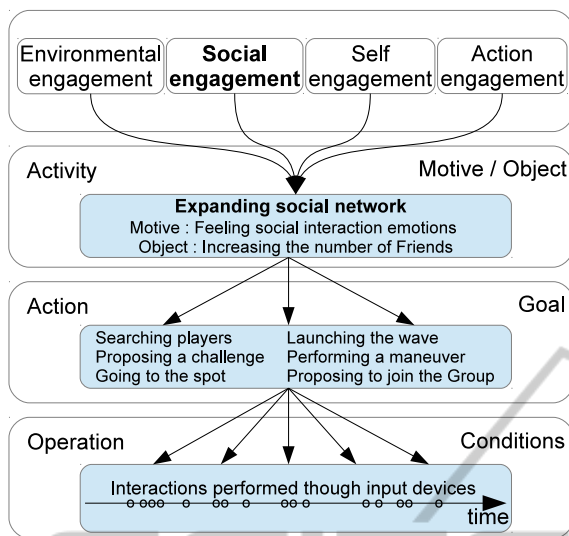 Environmental engagement
Social engagement
Self engagement
Action engagement
Activity
Motive / Object
Expanding social network
Motive : Feeling social interaction emotions
Object : Increasing the number of Friends
Action
Goal
Searching players
Proposing a challenge
Going to the spot
Launching the wave
Performing a maneuver
Proposing to join the Group
Operation
Conditions
Interactions performed though input devices
time